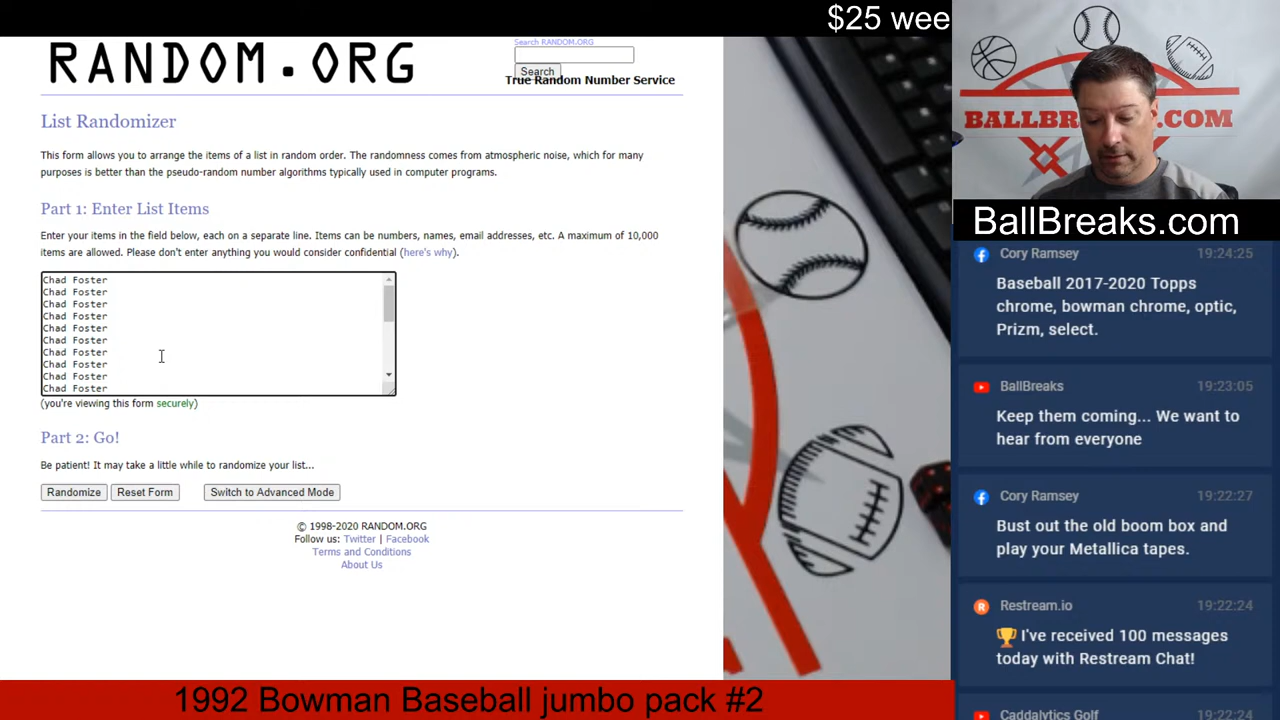 $25 wee
RANDOM.ORG
Search RANDOM.ORG
Search
True Random Number Service
List Randomizer
This form allows you to arrange the items of a list in random order. The randomness comes from atmospheric noise, which for many
purposes is better than the pseudo-random number algorithms typically used in computer programs.
Part 1: Enter List Items
Enter your items in the field below, each on a separate line. Items can be numbers, names, email addresses, etc. A maximum of 10,000
items are allowed. Please don't enter anything you would consider confidential (here's why).
Chad Foster
Chad Foster
Chad Foster
Chad Foster
Chad Foster
Chad Foster
Chad Foster
Chad Foster
Chad Foster
Chad Foster
(you're viewing this form securely)
Part 2: Go!
Be patient! It may take a little while to randomize your list...
Randomize
Reset Form
Switch to Advanced Mode
© 1998-2020 RANDOM.ORG
Follow us: Twitter | Facebook
Terms and Conditions
About Us
BALLBREAK .COM
BallBreaks.com
Cory Ramsey 19:24:25
Baseball 2017-2020 Topps
chrome, bowman chrome, optic,
Prizm, select.
BallBreaks 19:23:05
Keep them coming... We want to
hear from everyone
Cory Ramsey 19:22:27
Bust out the old boom box and
play your Metallica tapes.
Restream.io 19:22:24
🏆 I've received 100 messages
today with Restream Chat!
Caddalytics Golf 19:22:24
1992 Bowman Baseball jumbo pack #2